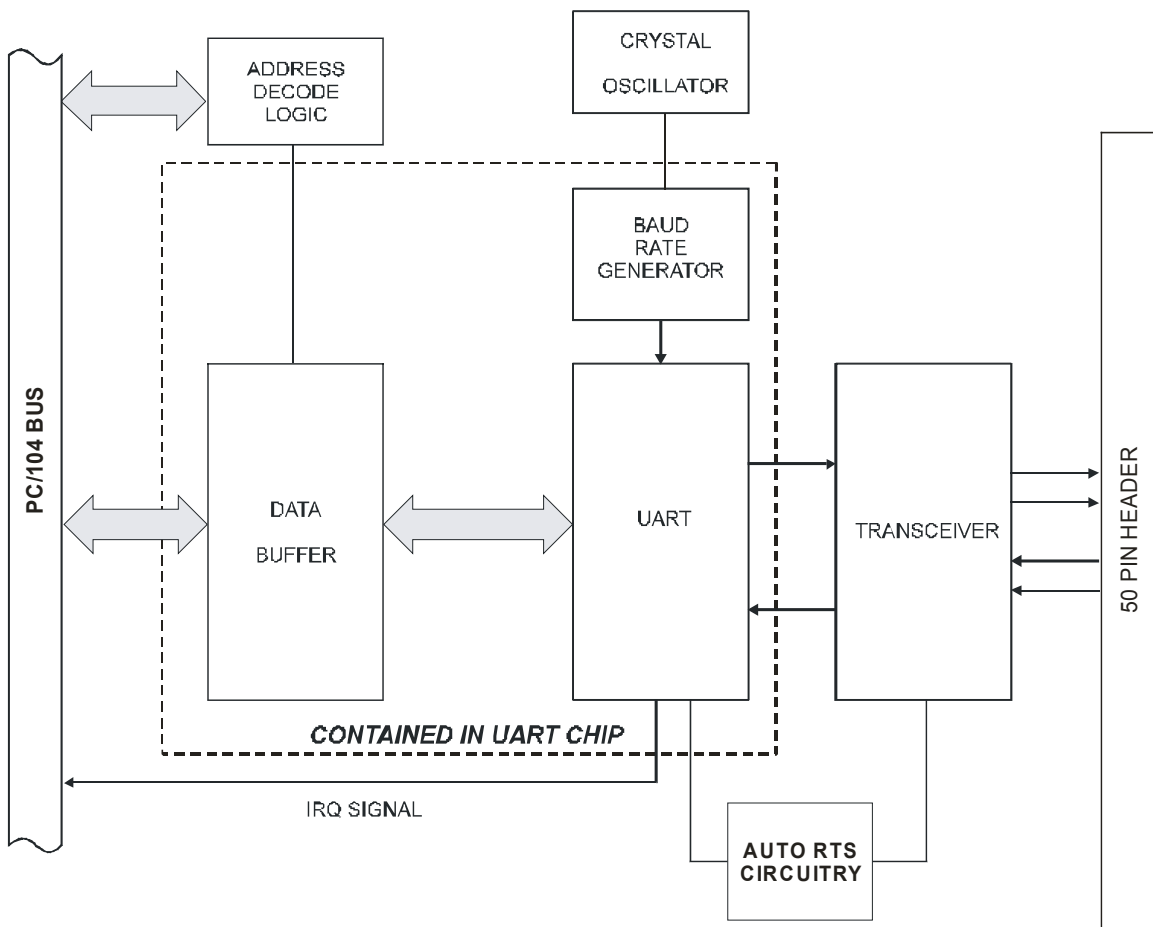 ADDRESS
DECODE
LOGIC
CRYSTAL
OSCILLATOR
BAUD
RATE
GENERATOR
PC/104 BUS
DATA
BUFFER
UART
TRANSCEIVER
50 PIN HEADER
CONTAINED IN UART CHIP
IRQ SIGNAL
AUTO RTS
CIRCUITRY